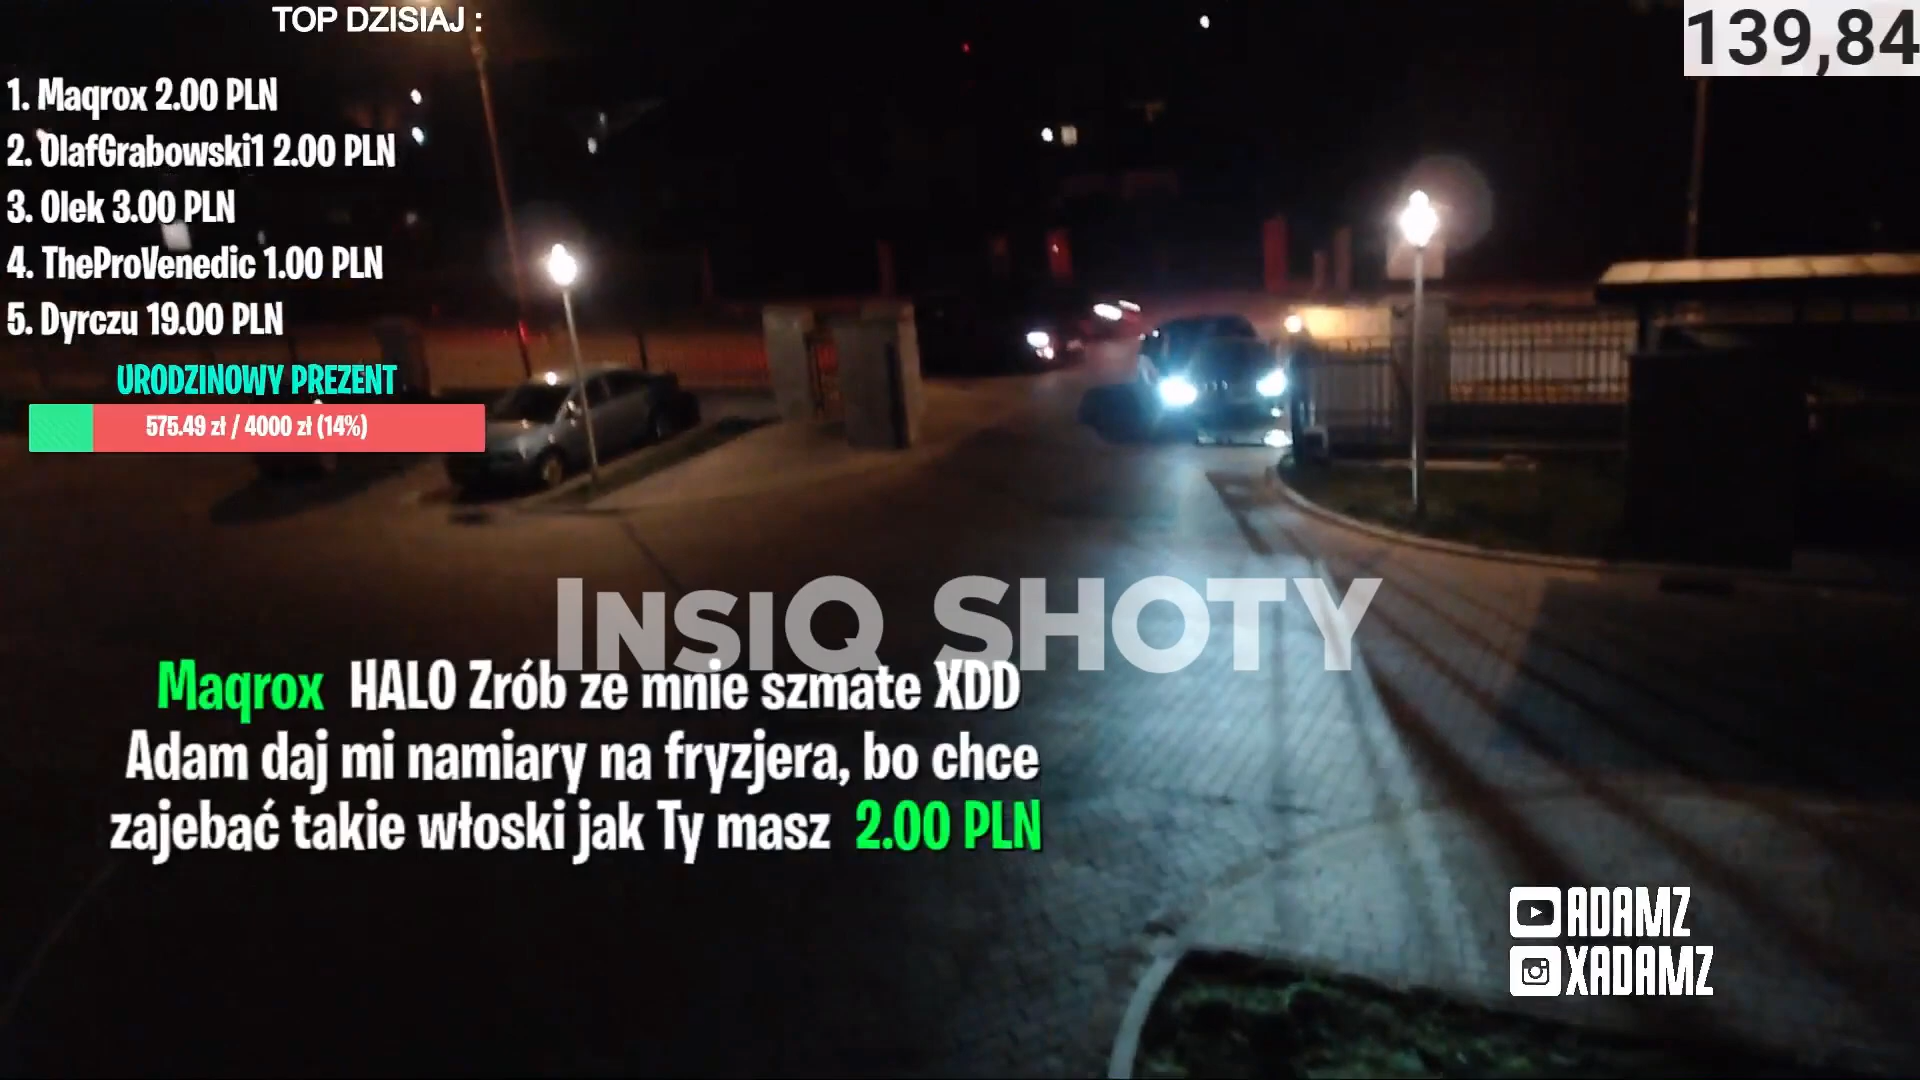 TOP DZISIAJ :
139,84
1. Maqrox 2.00 PLN
2. OlafGrabowski1 2.00 PLN
3. Olek 3.00 PLN
4. TheProVenedic 1.00 PLN
5. Dyrczu 19.00 PLN
URODZINOWY PREZENT
575.49 zł / 4000 zł (14%)
INSIQ SHOTY
Maqrox HALO Zrób ze mnie szmate XDD
Adam daj mi namiary na fryzjera, bo chce
zajebać takie włoski jak Ty masz 2.00 PLN
ADAMZ
XADAMZ